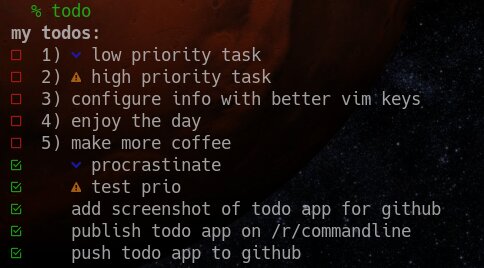 % todo
my todos:
1) low priority task
2) high priority task
3) configure info with better vim keys
4) enjoy the day
5) make more coffee
procrastinate
test prio
add screenshot of todo app for github
publish todo app on /r/commandline
push todo app to github